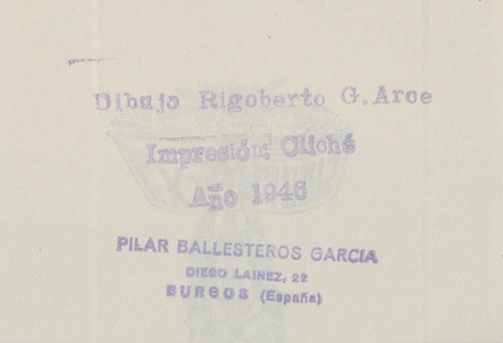 Dibujo Rigoberto G. Arce
Impresión: Cliché
Año 1946
PILAR BALLESTEROS GARCIA
DIEGO LAINEZ, 22
BURGOS (España)